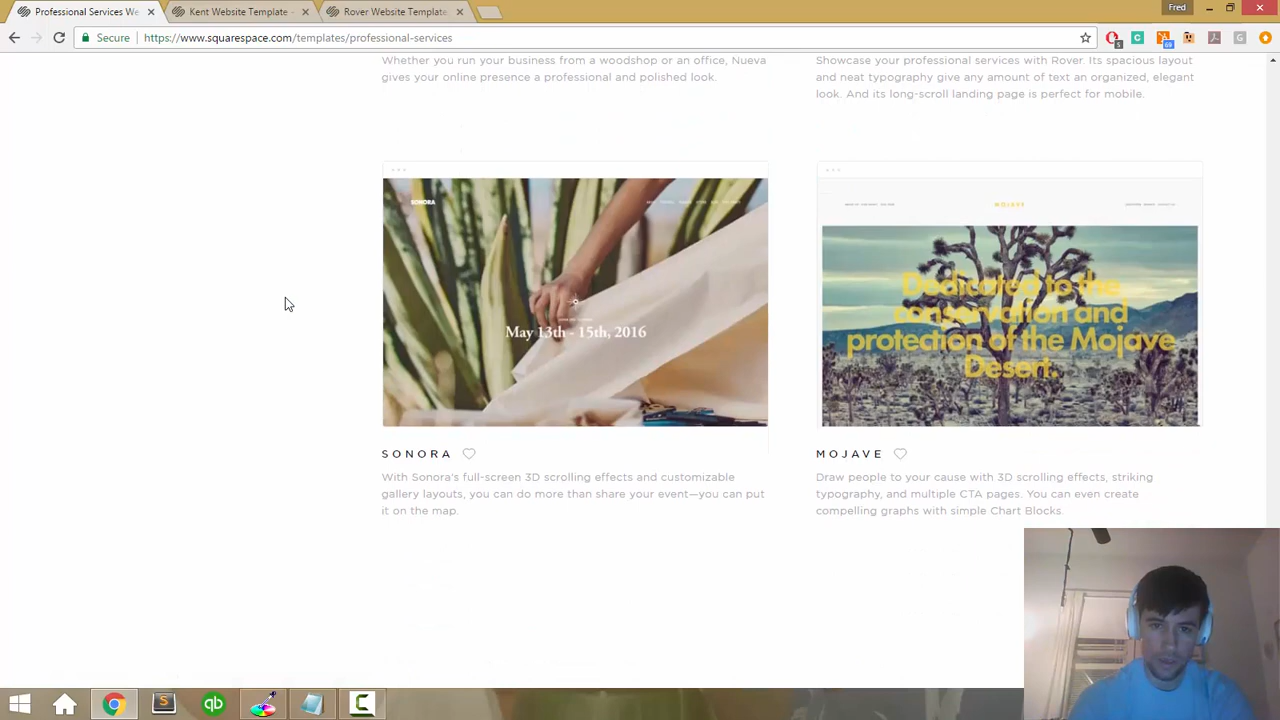 Professional Services We
Kent Website Template -
Rover Website Template
Fred
Secure
https://www.squarespace.com/templates/professional-services
5
69
Whether you run your business from a woodshop or an office, Nueva
gives your online presence a professional and polished look.
Showcase your professional services with Rover. Its spacious layout
and neat typography give any amount of text an organized, elegant
look. And its long-scroll landing page is perfect for mobile.
SONORA
May 13th - 15th, 2016
MOJAVE
Dedicated to the
conservation and
protection of the Mojave
Desert.
SONORA
With Sonora's full-screen 3D scrolling effects and customizable
gallery layouts, you can do more than share your event—you can put
it on the map.
MOJAVE
Draw people to your cause with 3D scrolling effects, striking
typography, and multiple CTA pages. You can even create
compelling graphs with simple Chart Blocks.